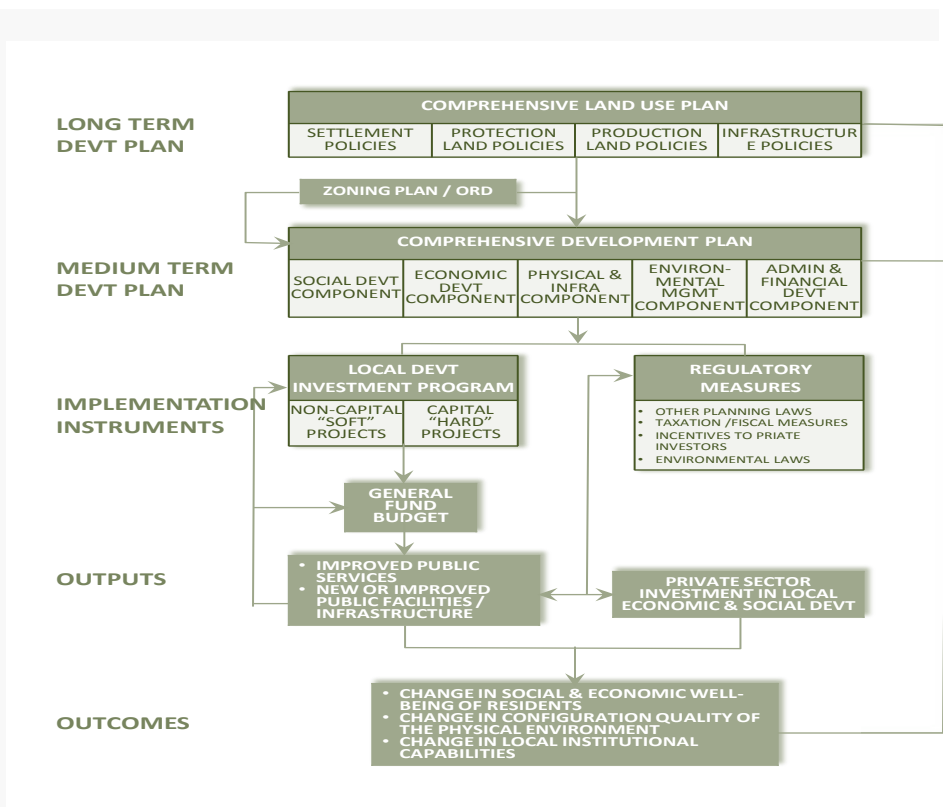 COMPREHENSIVE LAND USE PLAN
LONG TERM
DEVT PLAN
SETTLEMENT
POLICIES
PROTECTION
LAND POLICIES
PRODUCTION
LAND POLICIES
INFRASTRUCTUR
E POLICIES
ZONING PLAN / ORD
COMPREHENSIVE DEVELOPMENT PLAN
MEDIUM TERM
DEVT PLAN
SOCIAL DEVT
COMPONENT
ECONOMIC
DEVT
COMPONENT
PHYSICAL &
INFRA
COMPONENT
ENVIRON-
MENTAL
MGMT
COMPONENT
ADMIN &
FINANCIAL
DEVT
COMPONENT
IMPLEMENTATION
INSTRUMENTS
LOCAL DEVT
INVESTMENT PROGRAM
NON-CAPITAL
“SOFT”
PROJECTS
CAPITAL
“HARD”
PROJECTS
REGULATORY
MEASURES
• OTHER PLANNING LAWS
• TAXATION /FISCAL MEASURES
• INCENTIVES TO PRIATE
INVESTORS
• ENVIRONMENTAL LAWS
GENERAL
FUND
BUDGET
OUTPUTS
• IMPROVED PUBLIC
SERVICES
• NEW OR IMPROVED
PUBLIC FACILITIES /
INFRASTRUCTURE
PRIVATE SECTOR
INVESTMENT IN LOCAL
ECONOMIC & SOCIAL DEVT
OUTCOMES
• CHANGE IN SOCIAL & ECONOMIC WELL-
BEING OF RESIDENTS
• CHANGE IN CONFIGURATION QUALITY OF
THE PHYSICAL ENVIRONMENT
• CHANGE IN LOCAL INSTITUTIONAL
CAPABILITIES